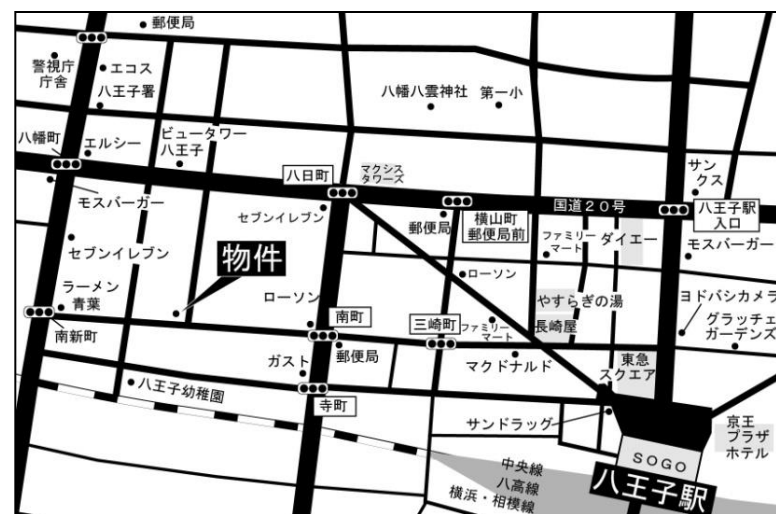 郵便局
警視庁
庁舎
エコス
八王子署
八幡八雲神社
第一小
八幡町
エルシー
ビュータワー
八王子
八日町
マクシス
タワーズ
サン
クス
モスバーガー
セブンイレブン
郵便局
横山町
郵便局前
国道20号
八王子駅
入口
セブンイレブン
物件
ファミリー
マート
ダイエー
モスバーガー
ローソン
ラーメン
青葉
ローソン
南町
三崎町
ファミリー
マート
やすらぎの湯
長崎屋
ヨドバシカメラ
グラッチェ
ガーデンズ
南新町
郵便局
ガスト
マクドナルド
東急
スクエア
八王子幼稚園
寺町
サンドラッグ
京王
プラザ
ホテル
SOGO
八王子駅
中央線
八高線
横浜・相模線